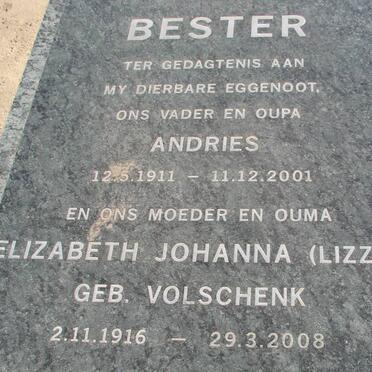 BESTER
TER GEDAGTENIS AAN
MY DIERBARE EGGENOOT,
ONS VADER EN OUPA
ANDRIES
12.5.1911 – 11.12.2001
EN ONS MOEDER EN OUMA
ELIZABETH JOHANNA (LIZZ
GEB. VOLSCHENK
2.11.1916 – 29.3.2008